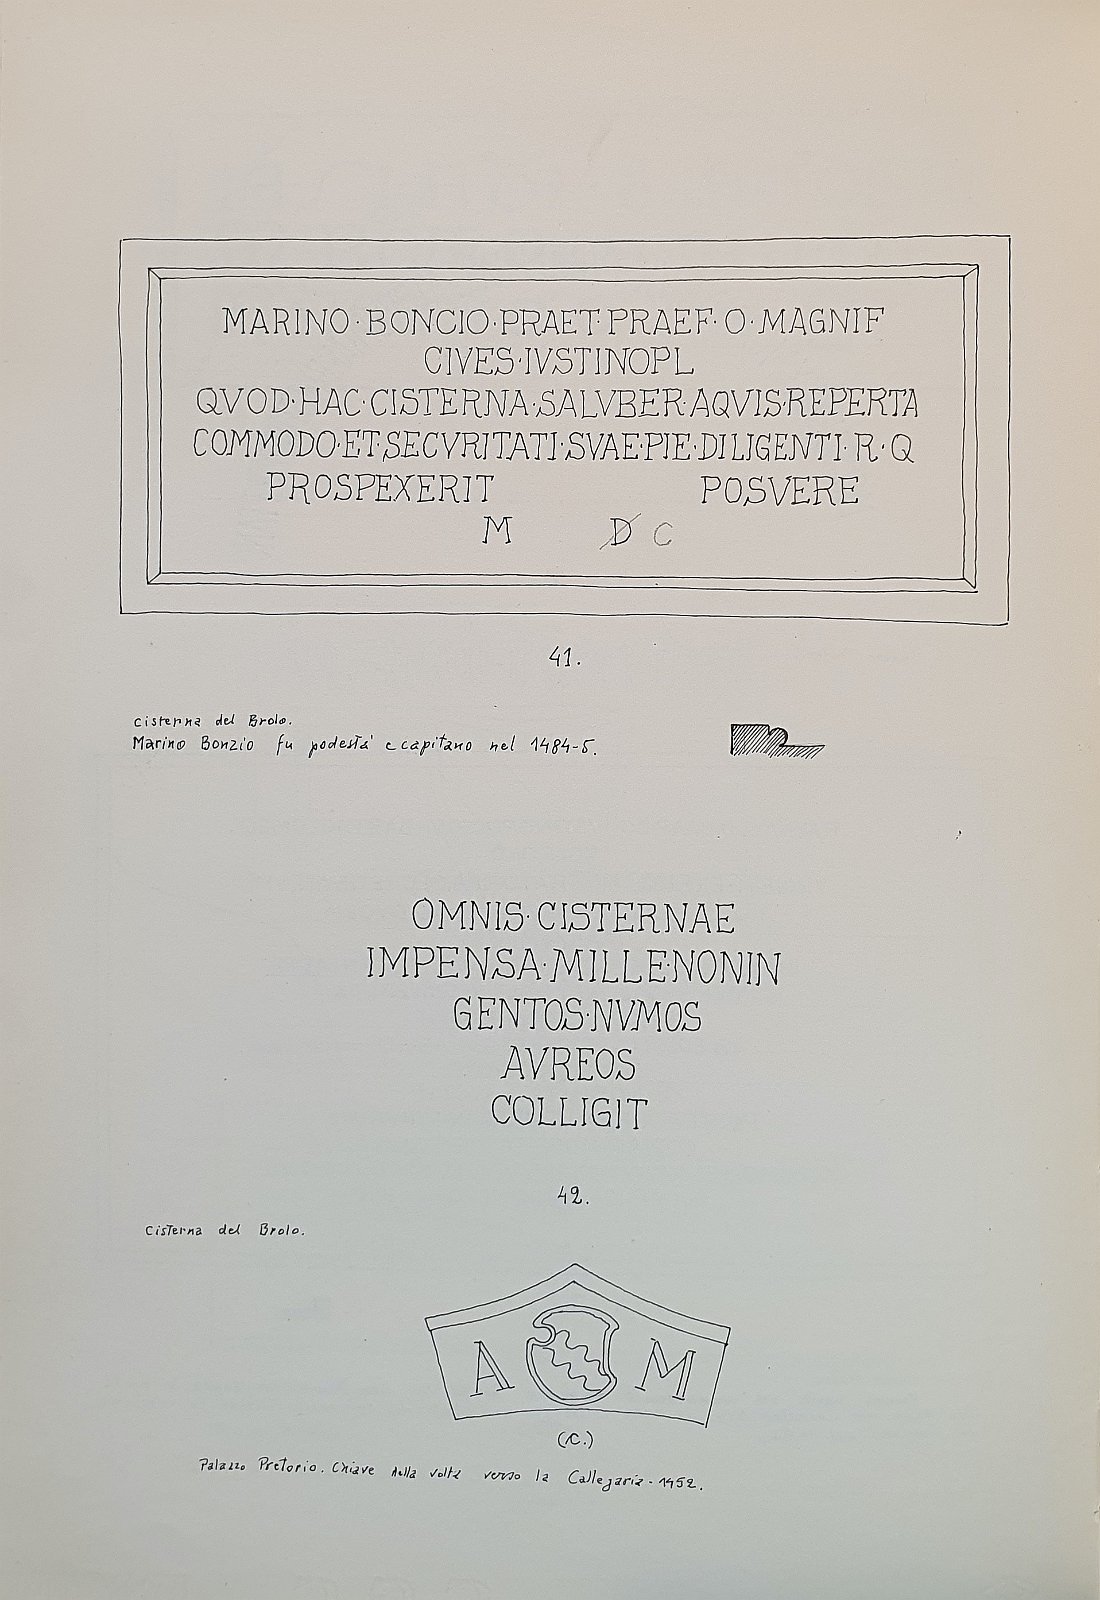 MARINO·BONCIO·PRAET·PRAEF·O·MAGNIF
CIVES·IVSTINOPL
QVOD·HAC·CISTERNA·SALVBER·AQVIS·REPERTA
COMMODO·ET·SECVRITATI·SVAE·PIE·DILIGENTI·R·Q
PROSPEXERIT POSVERE
M D C
41.
cisterna del Brolo.
Marino Bonzio fu podestà e capitano nel 1484-5.
OMNIS·CISTERNAE
IMPENSA·MILLE·NONIN
GENTOS·NVMOS
AVREOS
COLLIGIT
42.
Cisterna del Brolo.
A M
(C.)
Palazzo Pretorio. Chiave della volta verso la Callegaria - 1452.